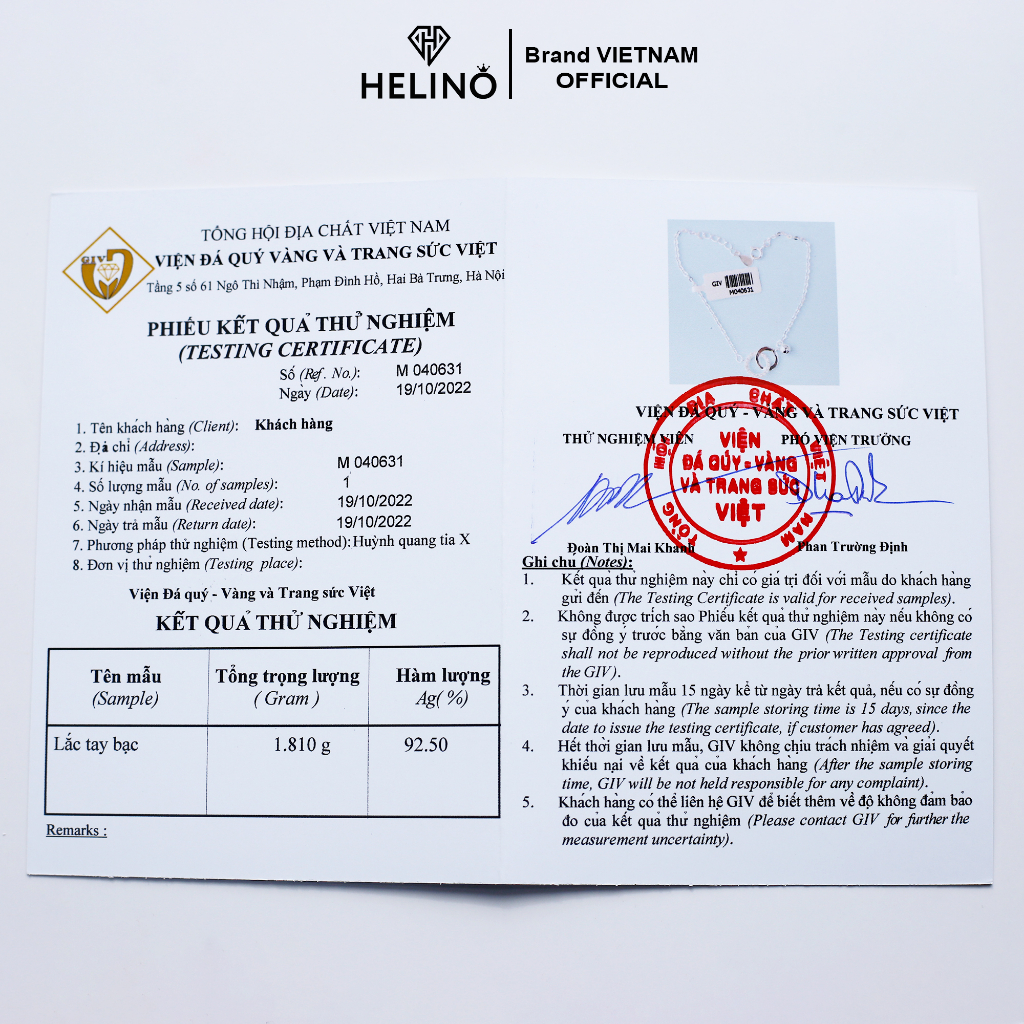 HELINO
Brand VIETNAM
OFFICIAL
TỔNG HỘI ĐỊA CHẤT VIỆT NAM
GIV
VIỆN ĐÁ QUÝ VÀNG VÀ TRANG SỨC VIỆT
Tầng 5 số 61 Ngô Thì Nhậm, Phạm Đình Hồ, Hai Bà Trưng, Hà Nội
PHIẾU KẾT QUẢ THỬ NGHIỆM
(TESTING CERTIFICATE)
Số (Ref. No.): M 040631
Ngày (Date): 19/10/2022
1. Tên khách hàng (Client): Khách hàng
2. Địa chỉ (Address):
3. Kí hiệu mẫu (Sample): M 040631
4. Số lượng mẫu (No. of samples): 1
5. Ngày nhận mẫu (Received date): 19/10/2022
6. Ngày trả mẫu (Return date): 19/10/2022
7. Phương pháp thử nghiệm (Testing method): Huỳnh quang tia X
8. Đơn vị thử nghiệm (Testing place):
Viện Đá quý - Vàng và Trang sức Việt
KẾT QUẢ THỬ NGHIỆM
Tên mẫu Tổng trọng lượng Hàm lượng
(Sample) ( Gram ) Ag( %)
Lắc tay bạc 1.810 g 92.50
Remarks :
GIV
M040631
VIỆN ĐÁ QUÝ - VÀNG VÀ TRANG SỨC VIỆT
THỬ NGHIỆM VIÊN PHÓ VIỆN TRƯỞNG
TỔNG HỘI ĐỊA CHẤT VIỆT NAM
VIỆN
ĐÁ QÚY - VÀNG
VÀ TRANG SỨC
VIỆT
Đoàn Thị Mai Khanh Phan Trường Định
Ghi chú (Notes):
1. Kết quả thử nghiệm này chỉ có giá trị đối với mẫu do khách hàng
gửi đến (The Testing Certificate is valid for received samples).
2. Không được trích sao Phiếu kết quả thử nghiệm này nếu không có
sự đồng ý trước bằng văn bản của GIV (The Testing certificate
shall not be reproduced without the prior written approval from
the GIV).
3. Thời gian lưu mẫu 15 ngày kể từ ngày trả kết quả, nếu có sự đồng
ý của khách hàng (The sample storing time is 15 days, since the
date to issue the testing certificate, if customer has agreed).
4. Hết thời gian lưu mẫu, GIV không chịu trách nhiệm và giải quyết
khiếu nại về kết quả của khách hàng (After the sample storing
time, GIV will be not held responsible for any complaint).
5. Khách hàng có thể liên hệ GIV để biết thêm về độ không đảm bảo
đo của kết quả thử nghiệm (Please contact GIV for further the
measurement uncertainty).